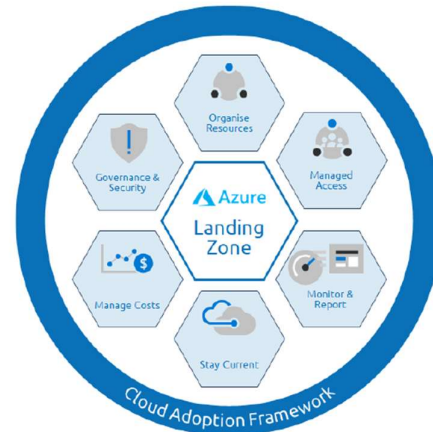 Organise
Resources
Governance &
Security
!
Managed
Access
Azure
Landing
Zone
$
Manage Costs
Monitor &
Report
Stay Current
Cloud Adoption Framework